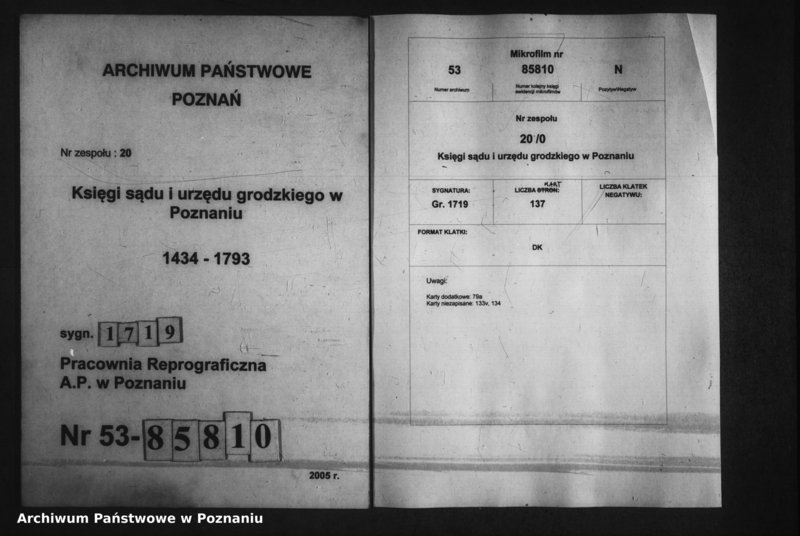 ARCHIWUM PAŃSTWOWE
POZNAŃ
Nr zespołu : 20
Księgi sądu i urzędu grodzkiego w
Poznaniu
1434 - 1793
sygn. 1719
Pracownia Reprograficzna
A.P. w Poznaniu
Nr 53-85810
2005 r.
Mikrofilm nr
53 85810 N
Numer archiwum Numer kolejny księgi Pozytyw\Negatyw
ewidencji mikrofilmów
Nr zespołu
20 /0
Księgi sądu i urzędu grodzkiego w Poznaniu
SYGNATURA: LICZBA STRON: KART LICZBA KLATEK
NEGATYWU:
Gr. 1719 137
FORMAT KLATKI:
DK
Uwagi:
Karty dodatkowe: 79a
Karty niezapisane: 133v, 134
Archiwum Państwowe w Poznaniu